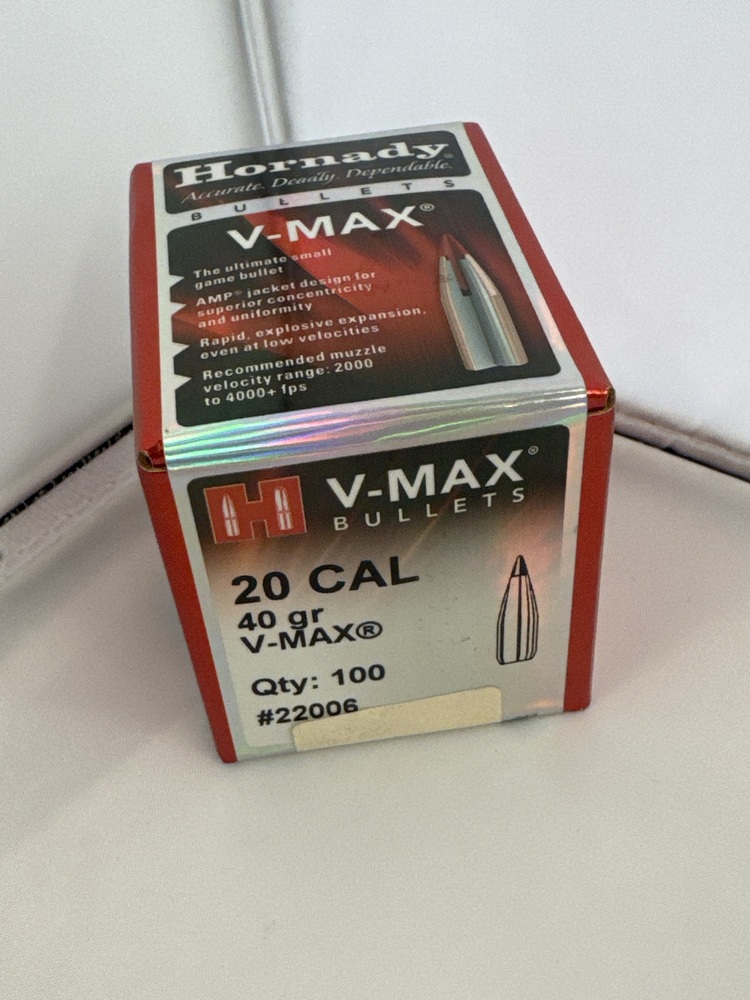 Hornady®
Accurate. Deadly. Dependable.
BULLETS
V-MAX®
The ultimate small
game bullet
AMP® jacket design for
superior concentricity
and uniformity
Rapid, explosive expansion,
even at low velocities
Recommended muzzle
velocity range: 2000
to 4000+ fps
H
V-MAX®
BULLETS
20 CAL
40 gr
V-MAX®
Qty: 100
#22006